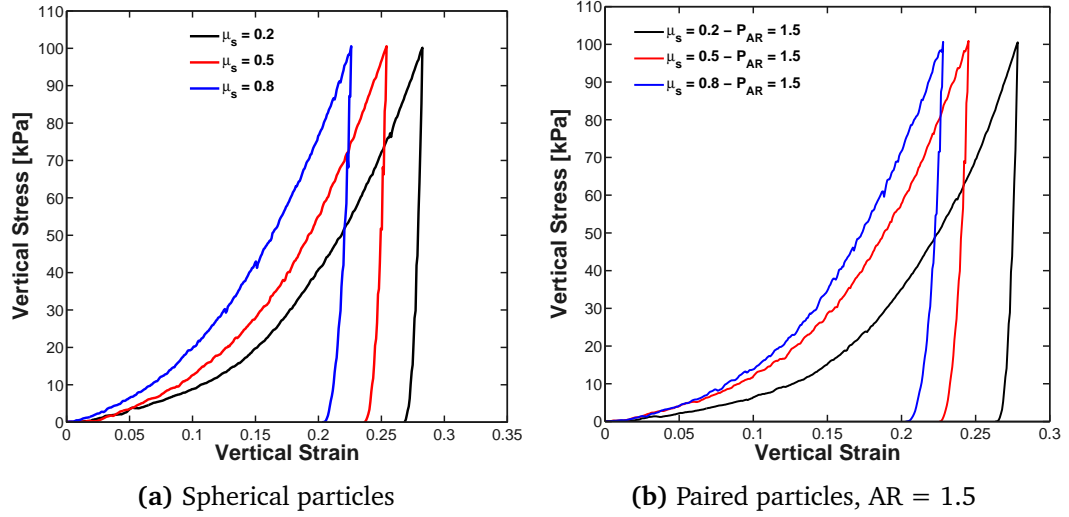 110
100
90
80
70
60
50
40
30
20
10
0
Vertical Stress [kPa]
μs = 0.2
μs = 0.5
μs = 0.8
0 0.05 0.1 0.15 0.2 0.25 0.3 0.35
Vertical Strain
(a) Spherical particles
110
100
90
80
70
60
50
40
30
20
10
0
Vertical Stress [kPa]
μs = 0.2 − PAR = 1.5
μs = 0.5 − PAR = 1.5
μs = 0.8 − PAR = 1.5
0 0.05 0.1 0.15 0.2 0.25 0.3
Vertical Strain
(b) Paired particles, AR = 1.5